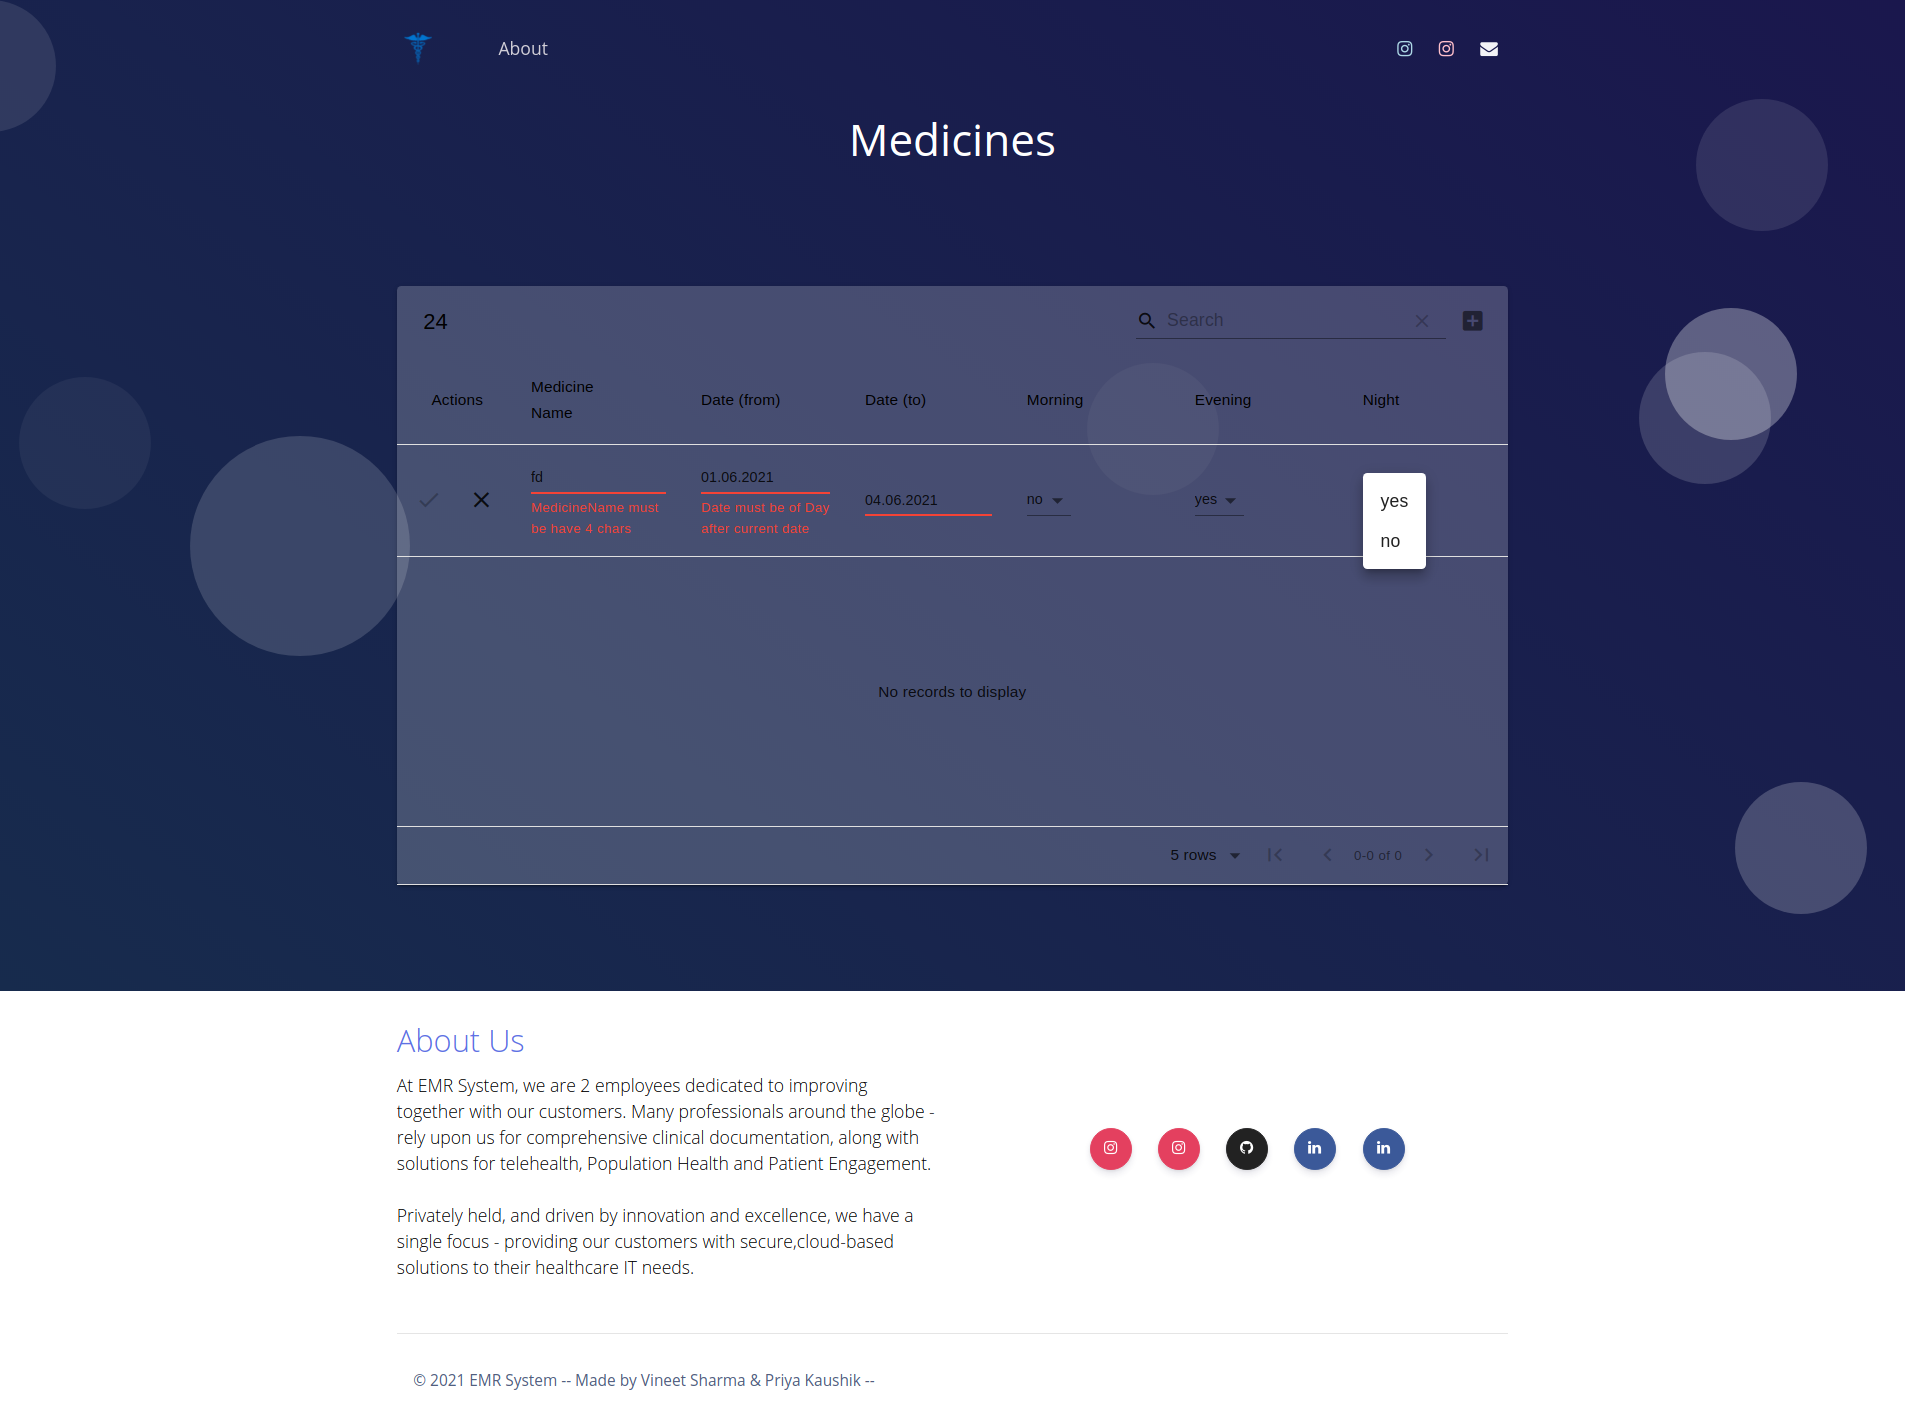 About
Medicines
24
Search
Actions
Medicine
Name
Date (from)
Date (to)
Morning
Evening
Night
fd
MedicineName must
be have 4 chars
01.06.2021
Date must be of Day
after current date
04.06.2021
no
yes
yes
no
No records to display
5 rows
0-0 of 0
About Us
At EMR System, we are 2 employees dedicated to improving
together with our customers. Many professionals around the globe -
rely upon us for comprehensive clinical documentation, along with
solutions for telehealth, Population Health and Patient Engagement.
Privately held, and driven by innovation and excellence, we have a
single focus - providing our customers with secure,cloud-based
solutions to their healthcare IT needs.
© 2021 EMR System -- Made by Vineet Sharma & Priya Kaushik --